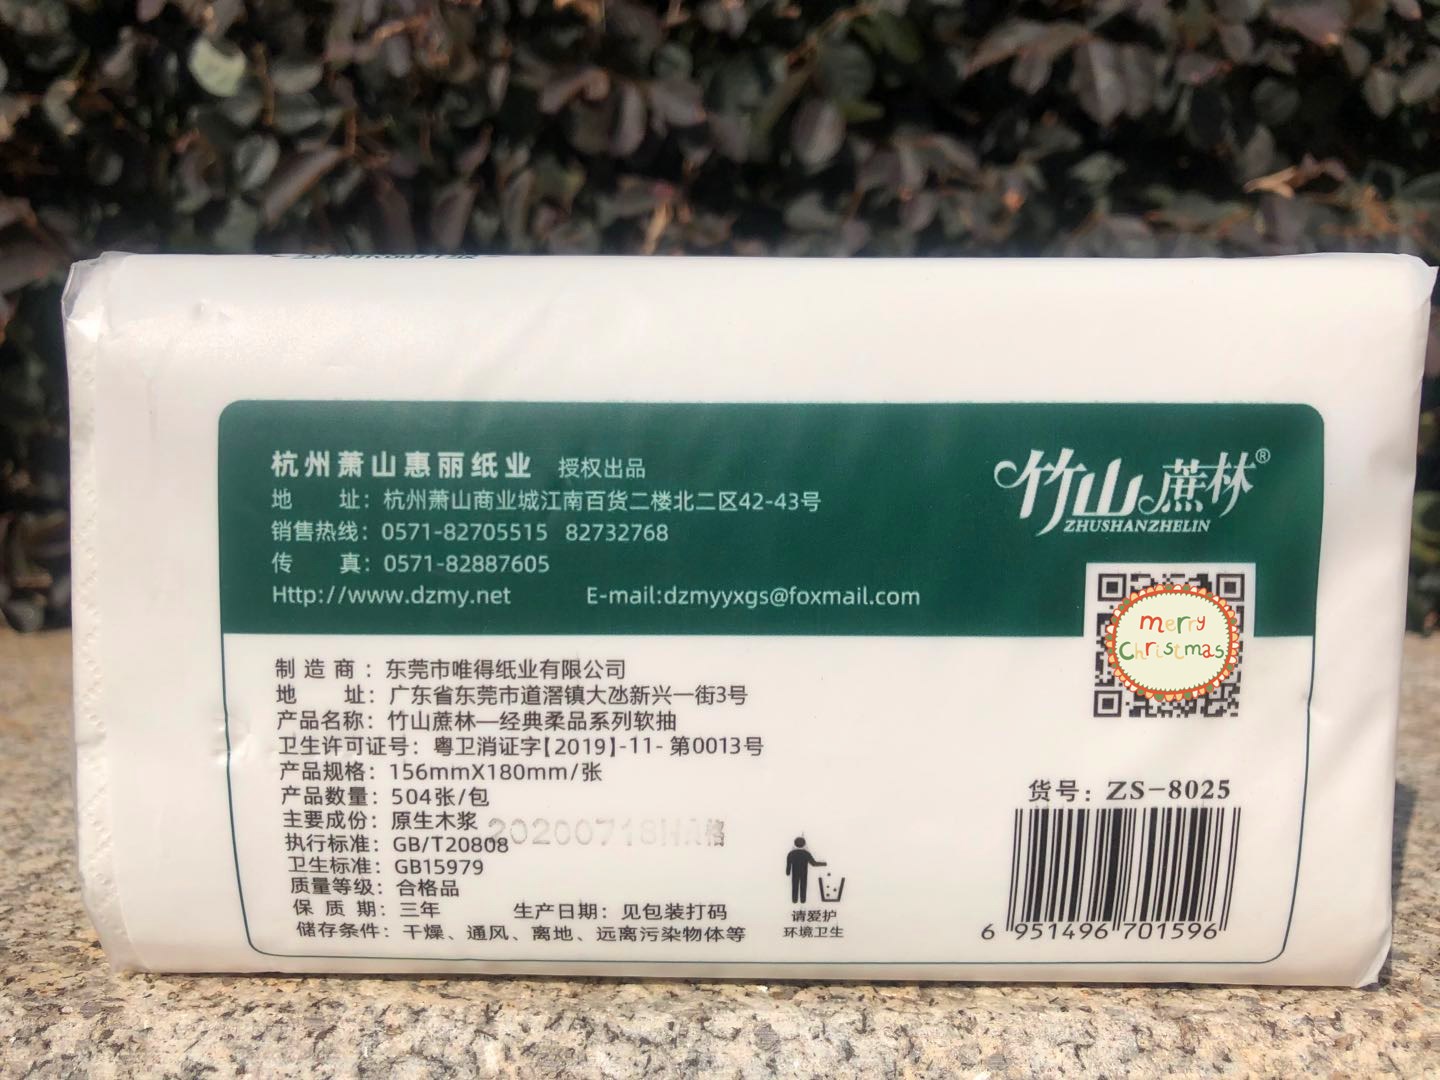 杭州萧山惠丽纸业 授权出品
地 址：杭州萧山商业城江南百货二楼北二区42-43号
销售热线：0571-82705515 82732768
传 真：0571-82887605
Http://www.dzmy.net E-mail:dzmyyxgs@foxmail.com
竹山蔗林®
ZHUSHANZHELIN
merry
Christmas
制造商：东莞市唯得纸业有限公司
地 址：广东省东莞市道滘镇大氹新兴一街3号
产品名称：竹山蔗林—经典柔品系列软抽
卫生许可证号：粤卫消证字【2019】-11-第0013号
产品规格：156mmX180mm/张
产品数量：504张/包
主要成份：原生木浆
20200718
执行标准：GB/T20808
卫生标准：GB15979
质量等级：合格品
保质期：三年 生产日期：见包装打码
储存条件：干燥、通风、离地、远离污染物体等
请爱护
环境卫生
货号：ZS-8025
6 951496 701596